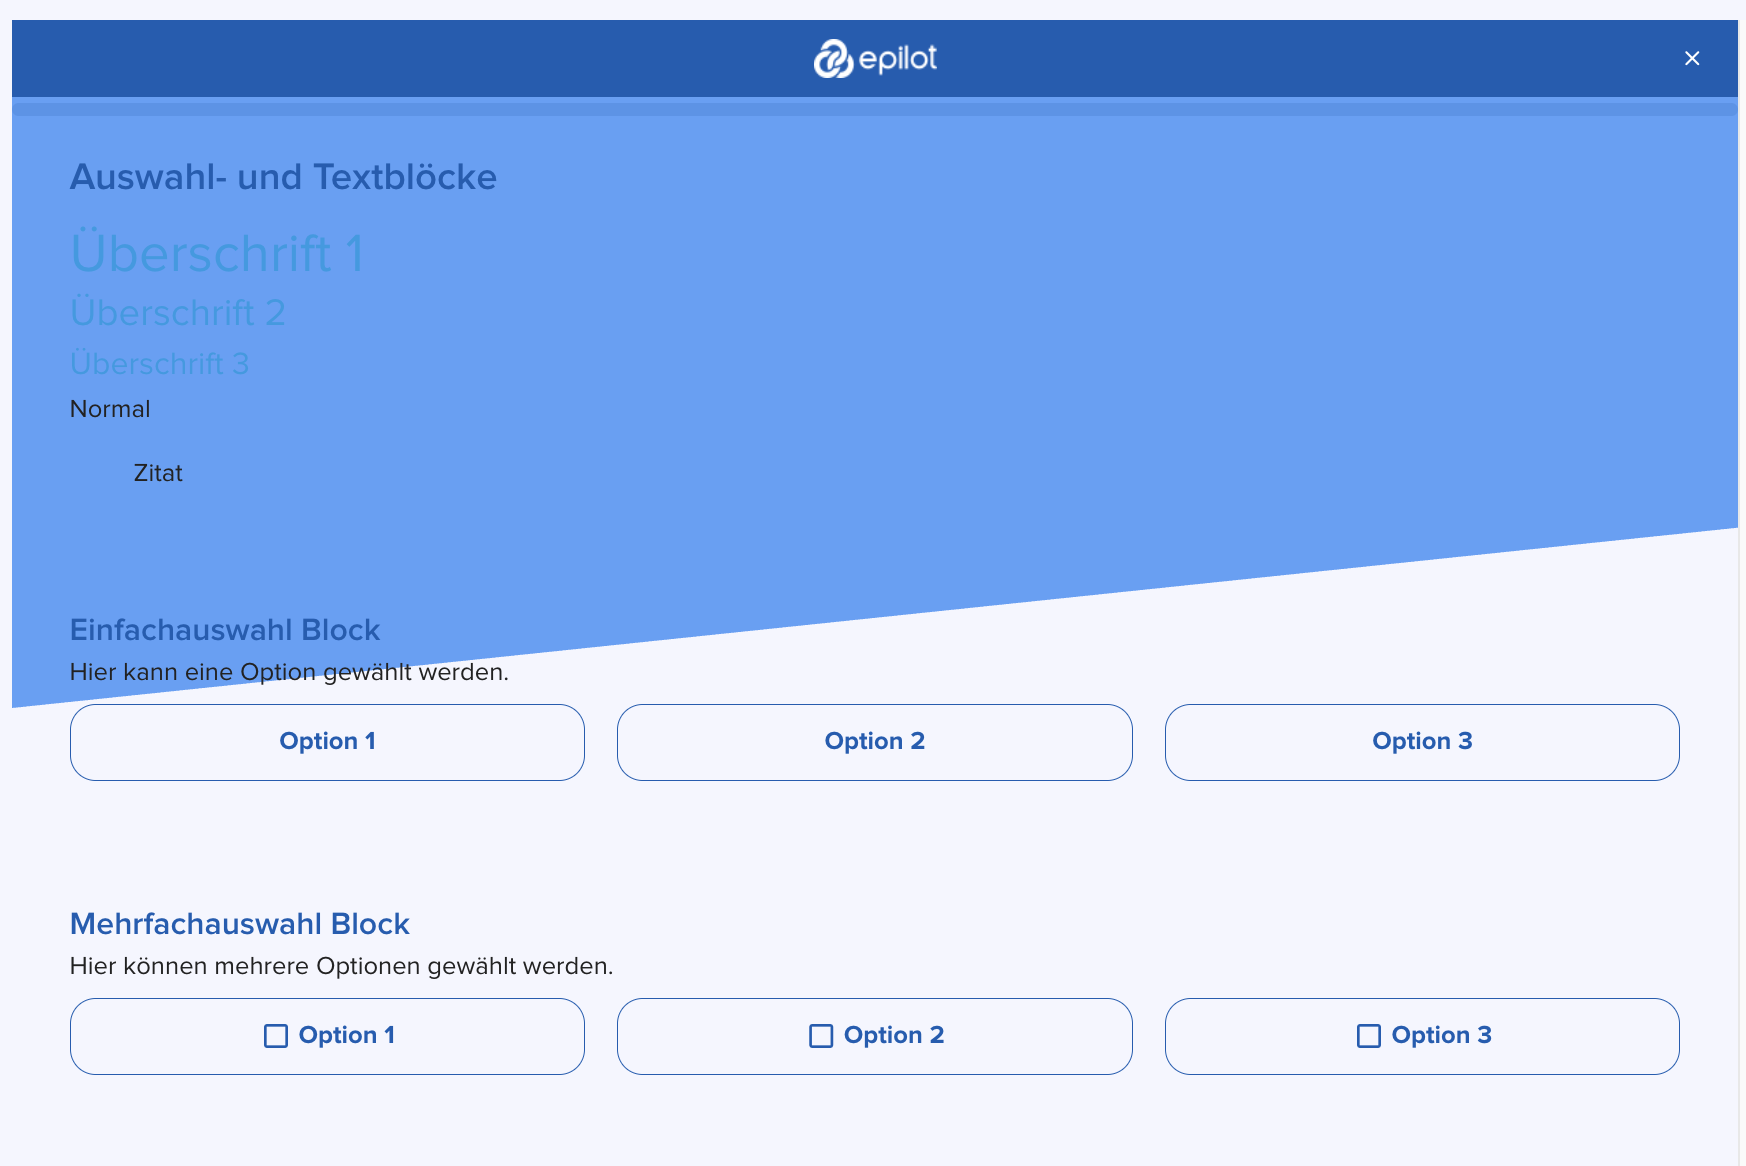 epilot
Auswahl- und Textblöcke
Überschrift 1
Überschrift 2
Überschrift 3
Normal
Zitat
Einfachauswahl Block
Hier kann eine Option gewählt werden.
Option 1
Option 2
Option 3
Mehrfachauswahl Block
Hier können mehrere Optionen gewählt werden.
Option 1
Option 2
Option 3